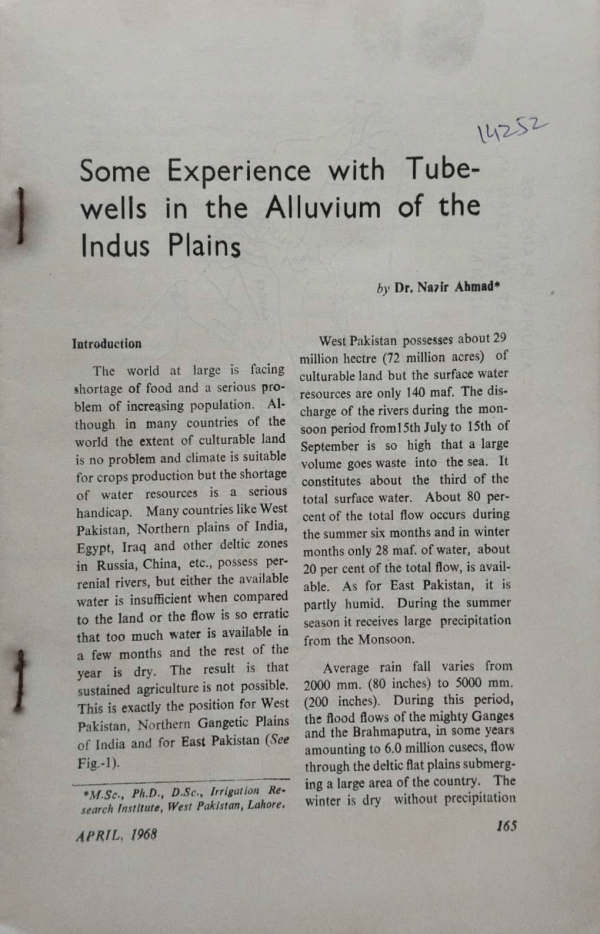 14252
Some Experience with Tube-
wells in the Alluvium of the
Indus Plains
by Dr. Nazir Ahmad*
Introduction
The world at large is facing
shortage of food and a serious pro-
blem of increasing population. Al-
though in many countries of the
world the extent of culturable land
is no problem and climate is suitable
for crops production but the shortage
of water resources is a serious
handicap. Many countries like West
Pakistan, Northern plains of India,
Egypt, Iraq and other deltic zones
in Russia, China, etc., possess per-
renial rivers, but either the available
water is insufficient when compared
to the land or the flow is so erratic
that too much water is available in
a few months and the rest of the
year is dry. The result is that
sustained agriculture is not possible.
This is exactly the position for West
Pakistan, Northern Gangetic Plains
of India and for East Pakistan (See
Fig.-1).
*M.Sc., Ph.D., D.Sc., Irrigation Re-
search Institute, West Pakistan, Lahore.
West Pakistan possesses about 29
million hectre (72 million acres) of
culturable land but the surface water
resources are only 140 maf. The dis-
charge of the rivers during the mon-
soon period from15th July to 15th of
September is so high that a large
volume goes waste into the sea. It
constitutes about the third of the
total surface water. About 80 per-
cent of the total flow occurs during
the summer six months and in winter
months only 28 maf. of water, about
20 per cent of the total flow, is avail-
able. As for East Pakistan, it is
partly humid. During the summer
season it receives large precipitation
from the Monsoon.
Average rain fall varies from
2000 mm. (80 inches) to 5000 mm.
(200 inches). During this period,
the flood flows of the mighty Ganges
and the Brahmaputra, in some years
amounting to 6.0 million cusecs, flow
through the deltic flat plains submerg-
ing a large area of the country. The
winter is dry without precipitation
APRIL, 1968
165